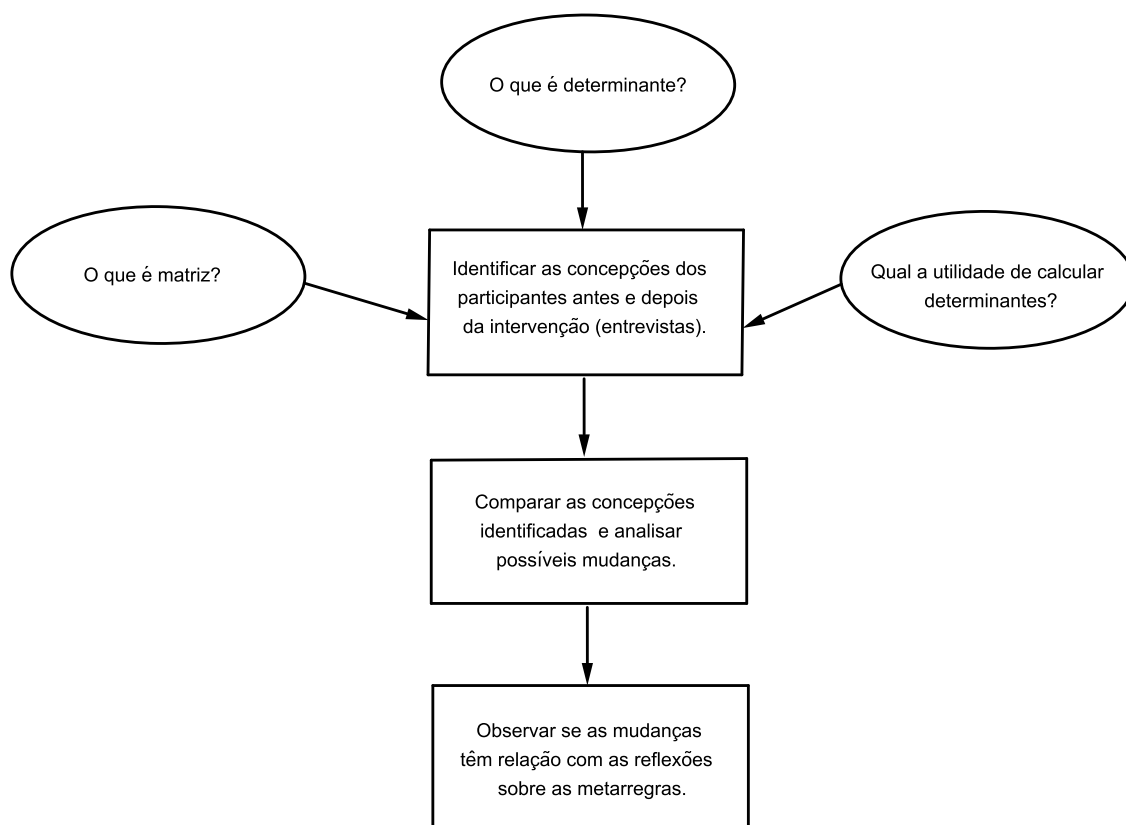 O que é determinante?
O que é matriz?
Identificar as concepções dos
participantes antes e depois
da intervenção (entrevistas).
Qual a utilidade de calcular
determinantes?
Comparar as concepções
identificadas e analisar
possíveis mudanças.
Observar se as mudanças
têm relação com as reflexões
sobre as metarregras.